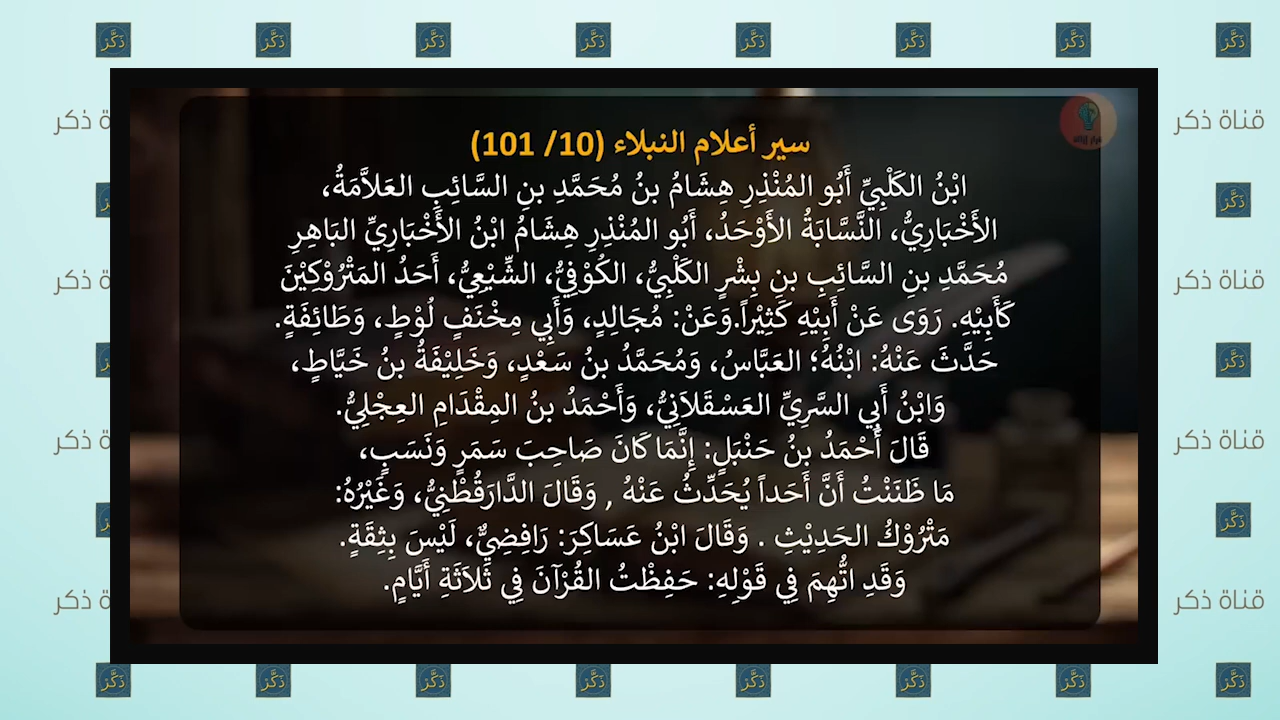 سير أعلام النبلاء (10/ 101)
ابْنُ الكَلْبِيِّ أَبُو المُنْذِرِ هِشَامُ بنُ مُحَمَّدِ بنِ السَّائِبِ العَلاَّمَةُ،
الأَخْبَارِيُّ، النَّسَّابَةُ الأَوْحَدُ، أَبُو المُنْذِرِ هِشَامُ ابْنُ الأَخْبَارِيِّ البَاهِرِ
مُحَمَّدِ بنِ السَّائِبِ بنِ بِشْرٍ الكَلْبِيُّ، الكُوْفِيُّ، الشِّيْعِيُّ، أَحَدُ المَتْرُوْكِيْنَ
كَأَبِيْهِ. رَوَى عَنْ أَبِيْهِ كَثِيْراً.وَعَنْ: مُجَالِدٍ، وَأَبِي مِخْنَفٍ لُوْطٍ، وَطَائِفَةٍ.
حَدَّثَ عَنْهُ: ابْنُهُ؛ العَبَّاسُ، وَمُحَمَّدُ بنُ سَعْدٍ، وَخَلِيْفَةُ بنُ خَيَّاطٍ،
وَابْنُ أَبِي السَّرِيِّ العَسْقَلاَنِيُّ، وَأَحْمَدُ بنُ المِقْدَامِ العِجْلِيُّ.
قَالَ أَحْمَدُ بنُ حَنْبَلٍ: إِنَّمَا كَانَ صَاحِبَ سَمَرٍ وَنَسَبٍ،
مَا ظَنَنْتُ أَنَّ أَحَداً يُحَدِّثُ عَنْهُ , وَقَالَ الدَّارَقُطْنِيُّ، وَغَيْرُهُ:
مَتْرُوْكُ الحَدِيْثِ . وَقَالَ ابْنُ عَسَاكِرَ: رَافِضِيٌّ، لَيْسَ بِثِقَةٍ.
وَقَدِ اتُّهِمَ فِي قَوْلِهِ: حَفِظْتُ القُرْآنَ فِي ثَلاَثَةِ أَيَّامٍ.
قناة ذكر
ذَكَّرْ